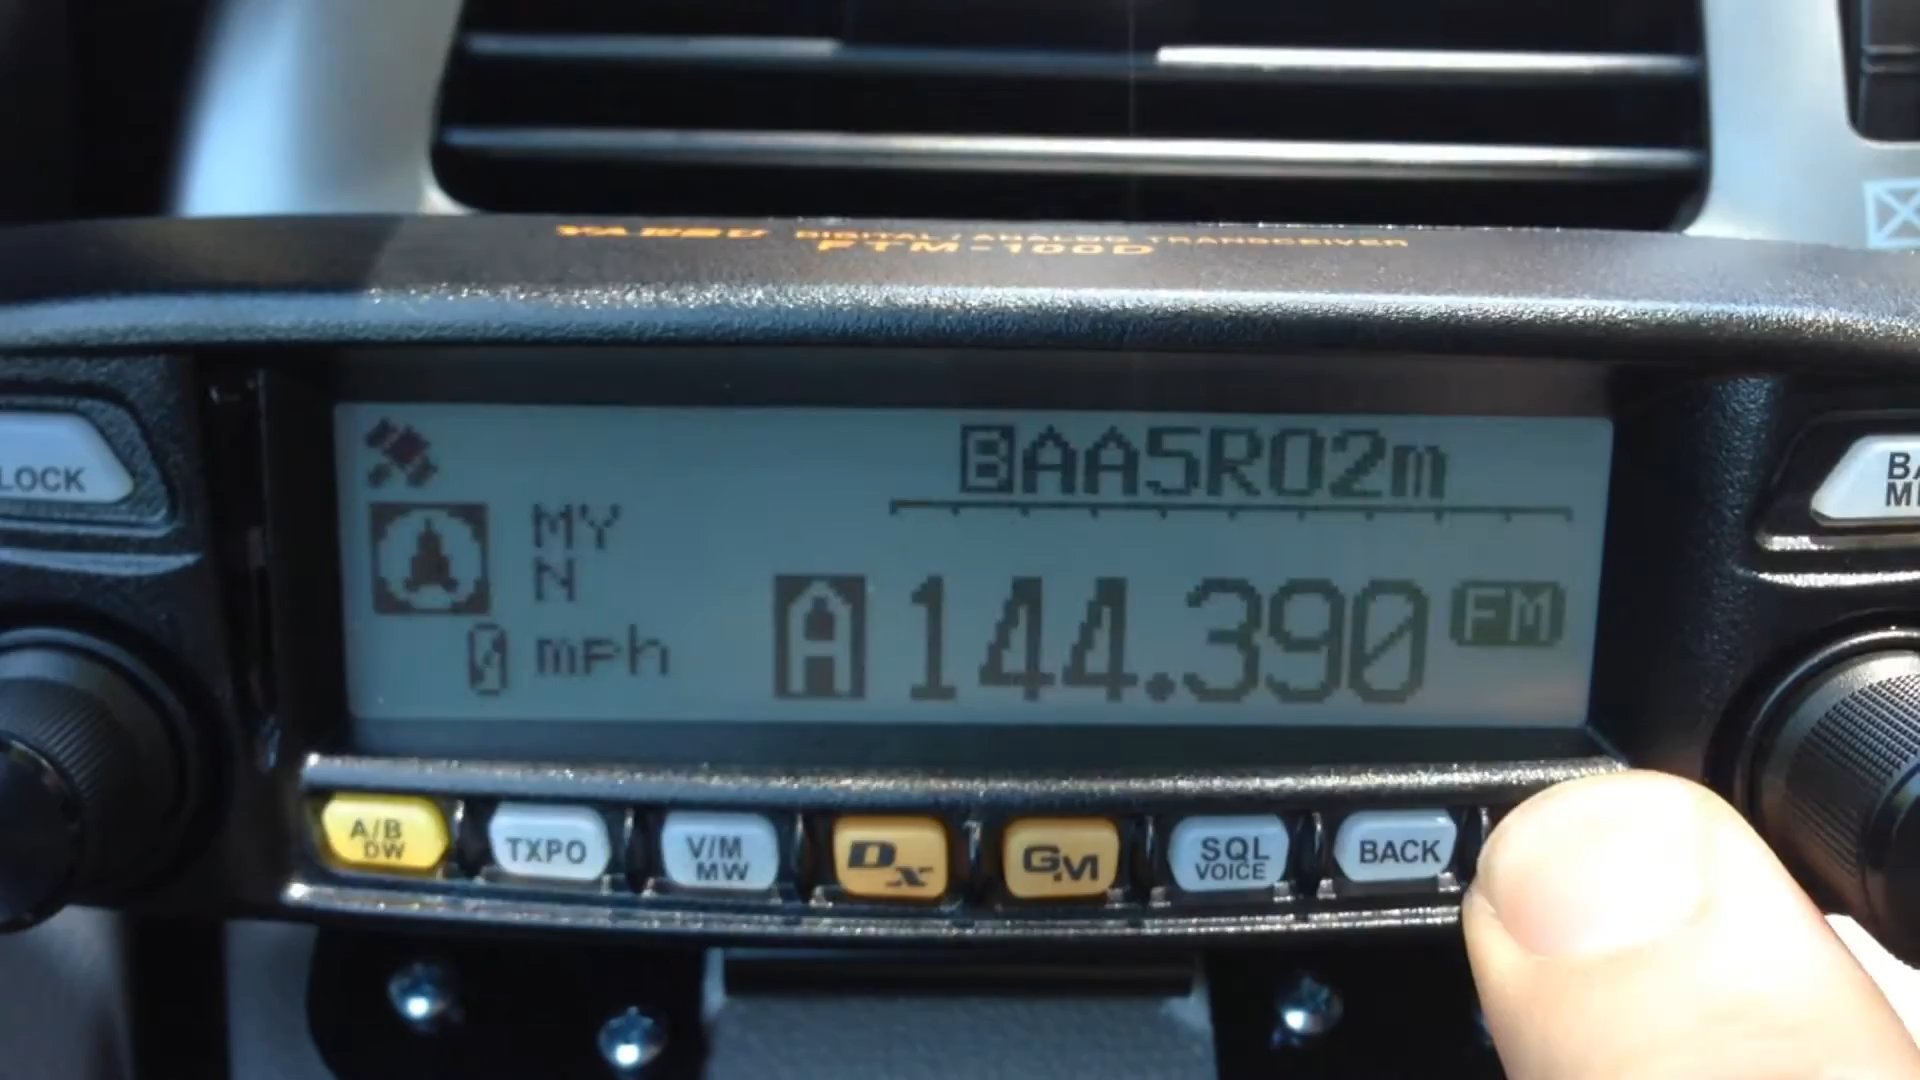 YAESU DIGITAL/ANALOG TRANSCEIVER
FTM-100D
LOCK
BAA5RO2m
MY
N
0 mph
A 144.390 FM
A/B DW
TXPO
V/M MW
DX
GM
SQL VOICE
BACK